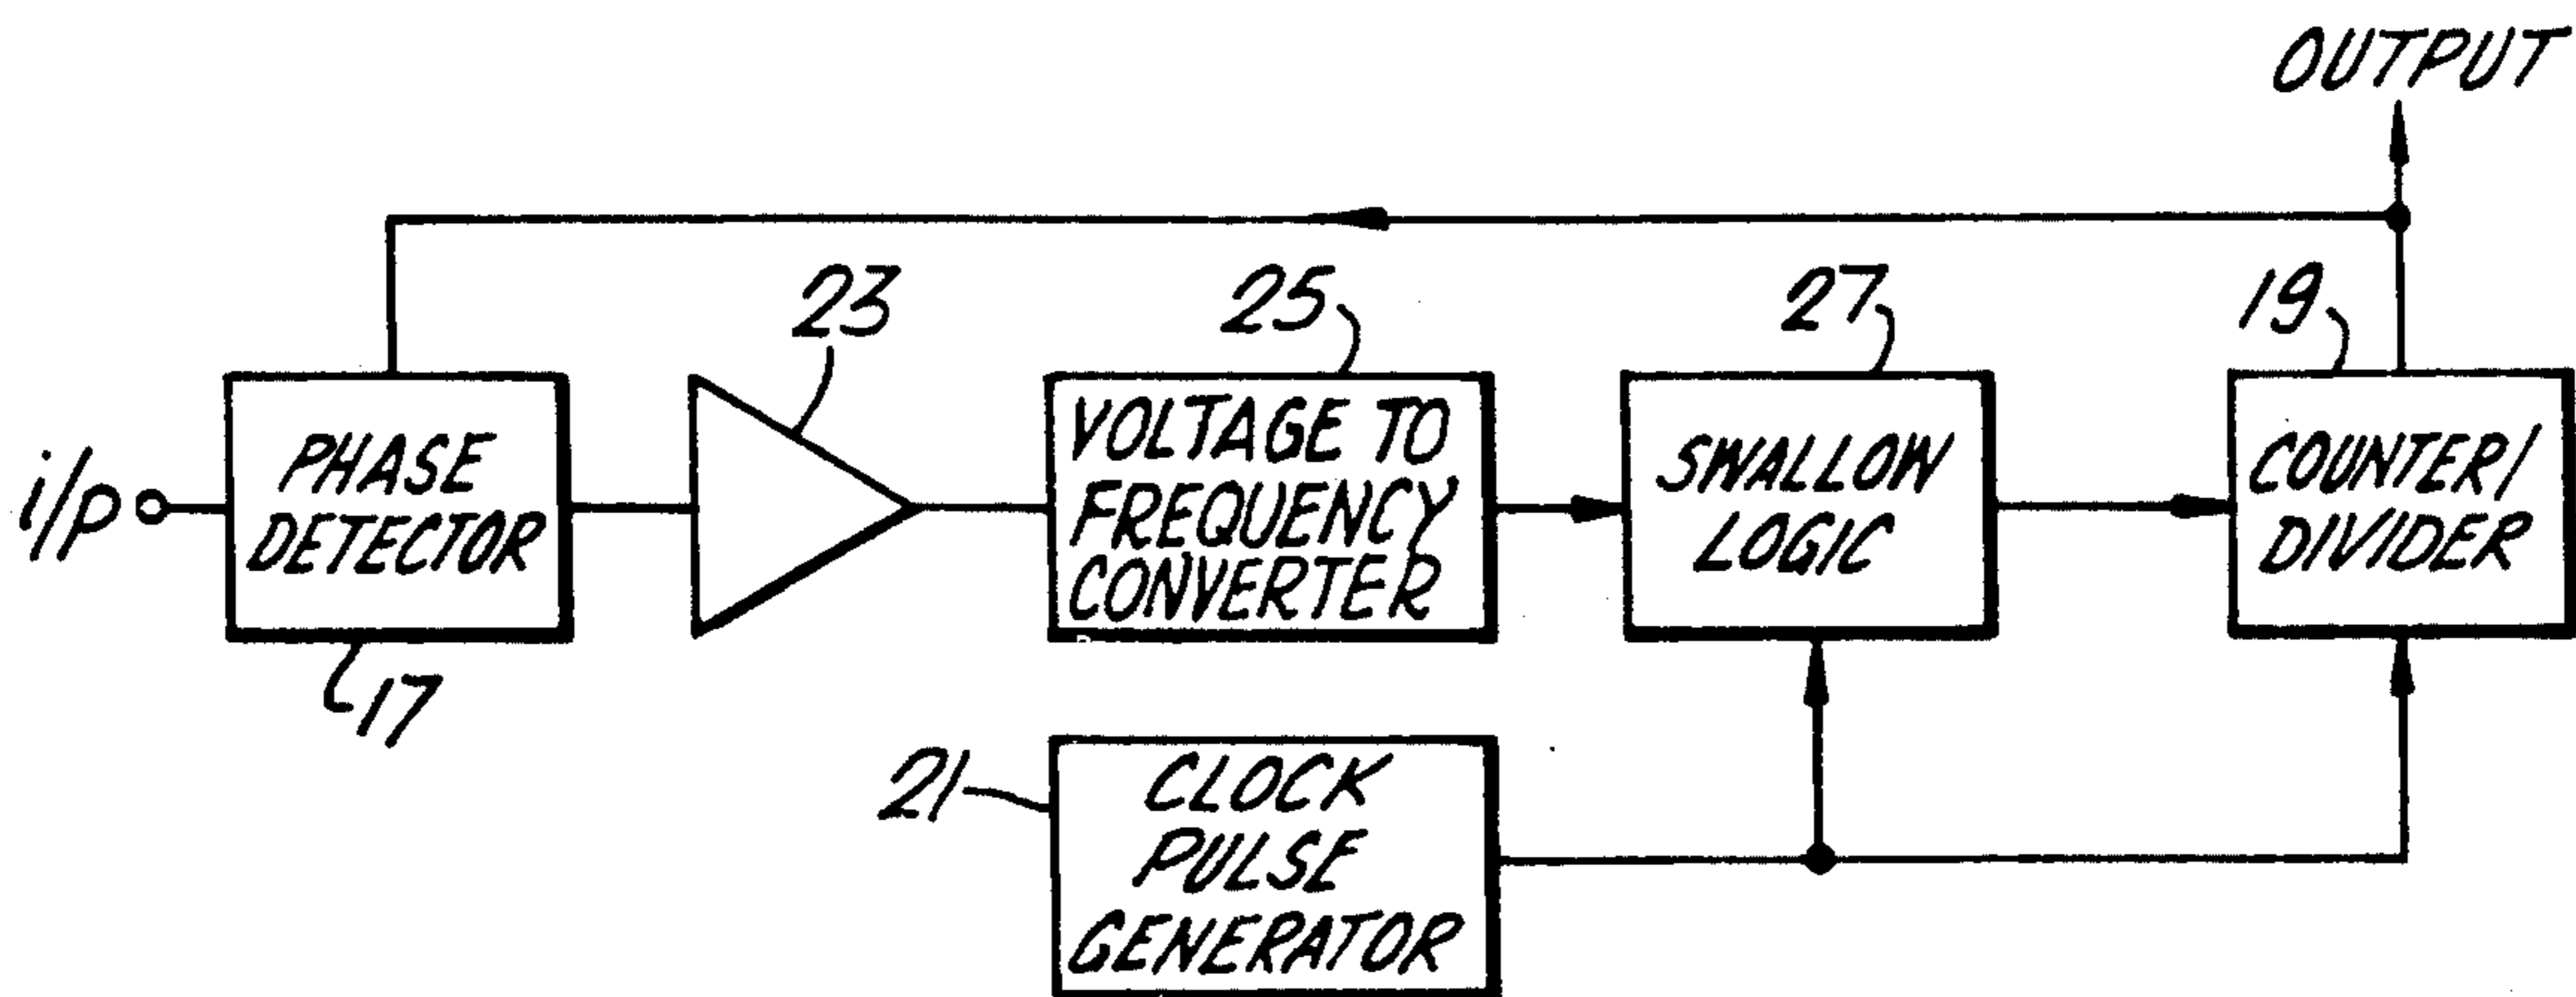 OUTPUT
23
25
27
19
i/p
PHASE
DETECTOR
VOLTAGE TO
FREQUENCY
CONVERTER
SWALLOW
LOGIC
COUNTER/
DIVIDER
17
21
CLOCK
PULSE
GENERATOR